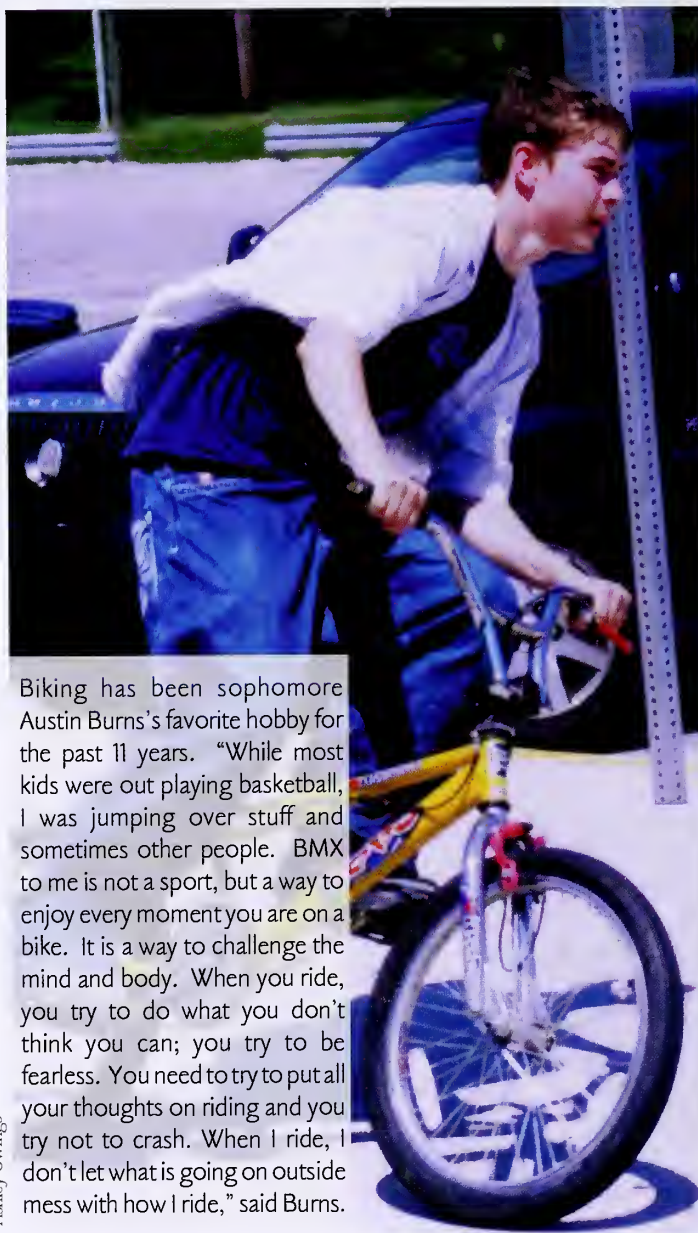 Biking has been sophomore
Austin Burns's favorite hobby for
the past 11 years. "While most
kids were out playing basketball,
I was jumping over stuff and
sometimes other people. BMX
to me is not a sport, but a way to
enjoy every moment you are on a
bike. It is a way to challenge the
mind and body. When you ride,
you try to do what you don't
think you can; you try to be
fearless. You need to try to put all
your thoughts on riding and you
try not to crash. When I ride, I
don't let what is going on outside
mess with how I ride," said Burns.